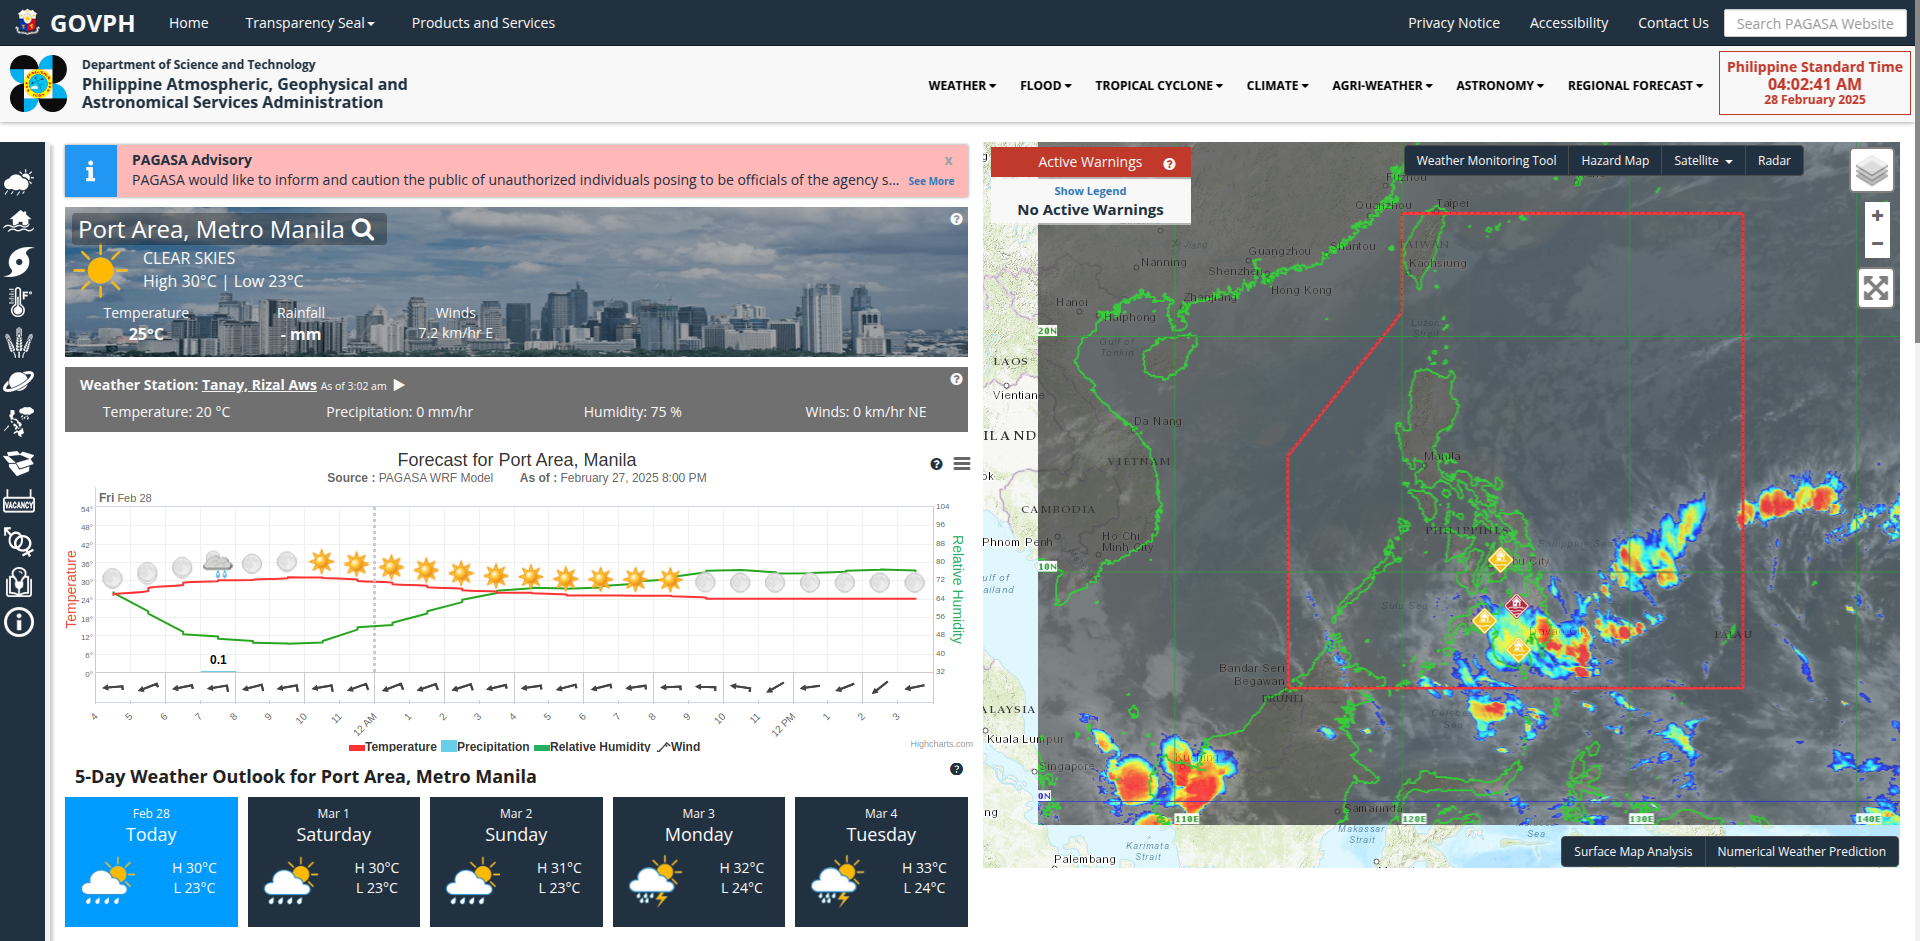 GOVPH
Home
Transparency Seal
Products and Services
Privacy Notice
Accessibility
Contact Us
Search PAGASA Website
Department of Science and Technology
Philippine Atmospheric, Geophysical and
Astronomical Services Administration
WEATHER
FLOOD
TROPICAL CYCLONE
CLIMATE
AGRI-WEATHER
ASTRONOMY
REGIONAL FORECAST
Philippine Standard Time
04:02:41 AM
28 February 2025
PAGASA Advisory
x
PAGASA would like to inform and caution the public of unauthorized individuals posing to be officials of the agency s...
See More
Port Area, Metro Manila
CLEAR SKIES
High 30°C | Low 23°C
Temperature
Rainfall
Winds
25°C
- mm
7.2 km/hr E
Weather Station: Tanay, Rizal Aws As of 3:02 am
Temperature: 20 °C
Precipitation: 0 mm/hr
Humidity: 75 %
Winds: 0 km/hr NE
Forecast for Port Area, Manila
Source : PAGASA WRF Model As of : February 27, 2025 8:00 PM
Fri Feb 28
54°
48°
42°
36°
30°
24°
18°
12°
6°
0°
Temperature
104
96
88
80
72
64
56
48
40
32
Relative Humidity
0.1
4
5
6
7
8
9
10
11
12 AM
1
2
3
4
5
6
7
8
9
10
11
12 PM
1
2
3
Temperature
Precipitation
Relative Humidity
Wind
Highcharts.com
5-Day Weather Outlook for Port Area, Metro Manila
Feb 28
Today
H 30°C
L 23°C
Mar 1
Saturday
H 30°C
L 23°C
Mar 2
Sunday
H 31°C
L 23°C
Mar 3
Monday
H 32°C
L 24°C
Mar 4
Tuesday
H 33°C
L 24°C
VACANCY
Active Warnings
Show Legend
No Active Warnings
Weather Monitoring Tool
Hazard Map
Satellite
Radar
+
−
Fuzhou
Quanzhou
Taipei
TAIWAN
Kaohsiung
Guangzhou
Shantou
Nanning
Shenzhen
Zhanjiang
Hong Kong
Hanoi
Haiphong
20N
Gulf of
Tonkin
Luzon
Strait
LAOS
Vientiane
Da Nang
ILAND
VIETNAM
Manila
CAMBODIA
Phnom Penh
Ho Chi
Minh City
PHILIPPINES
Philippine Sea
bu City
10N
ulf of
ailand
Sulu Sea
Davao City
PALAU
Bandar Seri
Begawan
BRUNEI
ALAYSIA
Kuala Lumpur
Celebes
Sea
Singapore
Kuching
0N
Samarinda
110E
120E
130E
140E
ng
Palembang
Karimata
Strait
Makassar
Strait
Sea
Surface Map Analysis
Numerical Weather Prediction